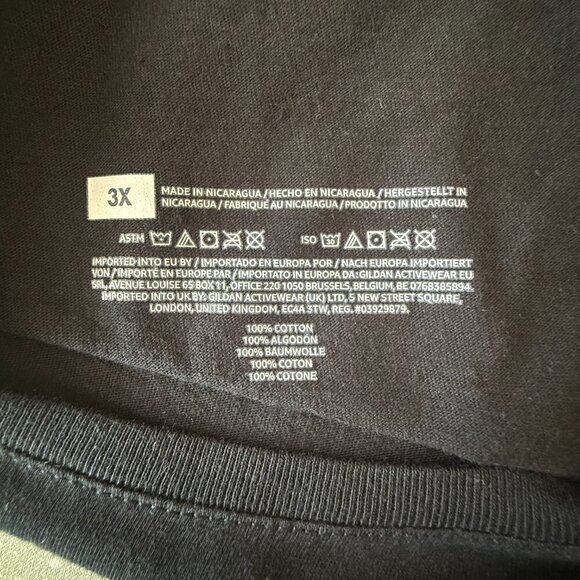 3X
MADE IN NICARAGUA / HECHO EN NICARAGUA / HERGESTELLT IN
NICARAGUA / FABRIQUÉ AU NICARAGUA / PRODOTTO IN NICARAGUA
ASTM ISO 30
IMPORTED INTO EU BY / IMPORTADO EN EUROPA POR / NACH EUROPA IMPORTIERT
VON / IMPORTÉ EN EUROPE PAR / IMPORTATO IN EUROPA DA: GILDAN ACTIVEWEAR EU
SRL, AVENUE LOUISE 65 BOX 11, OFFICE 220 1050 BRUSSELS, BELGIUM, BE 0768385894.
IMPORTED INTO UK BY: GILDAN ACTIVEWEAR (UK) LTD, 5 NEW STREET SQUARE,
LONDON, UNITED KINGDOM, EC4A 3TW, REG. #03929879.
100% COTTON
100% ALGODÓN
100% BAUMWOLLE
100% COTON
100% COTONE